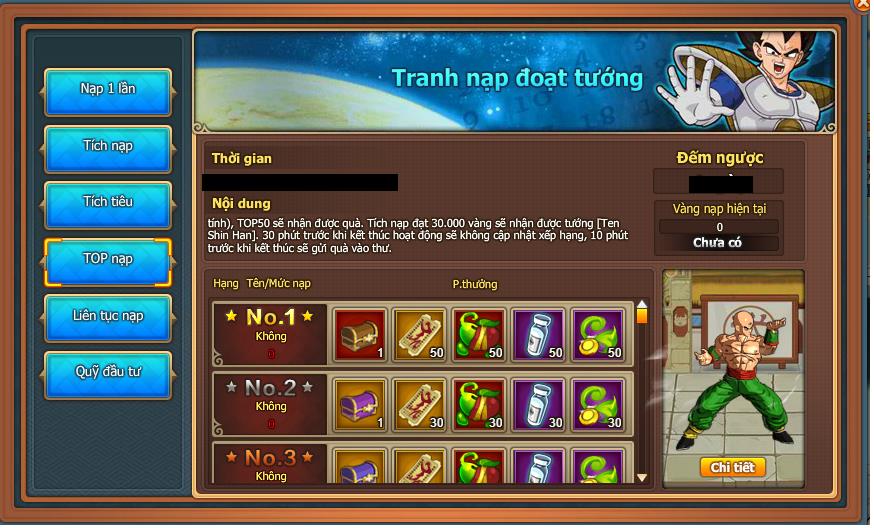 Tranh nạp đoạt tướng
Nạp 1 lần
Tích nạp
Tích tiêu
TOP nạp
Liên tục nạp
Quỹ đầu tư
Thời gian
Nội dung
tính), TOP50 sẽ nhận được quà. Tích nạp đạt 30.000 vàng sẽ nhận được tướng [Ten
Shin Han]. 30 phút trước khi kết thúc hoạt động sẽ không cập nhật xếp hạng, 10 phút
trước khi kết thúc sẽ gửi quà vào thư.
Đếm ngược
Vàng nạp hiện tại
0
Chưa có
Hạng Tên/Mức nạp P.thưởng
No.1
Không
0
1 50 50 50 50
No.2
Không
0
1 30 30 30 30
No.3
Không
Chi tiết